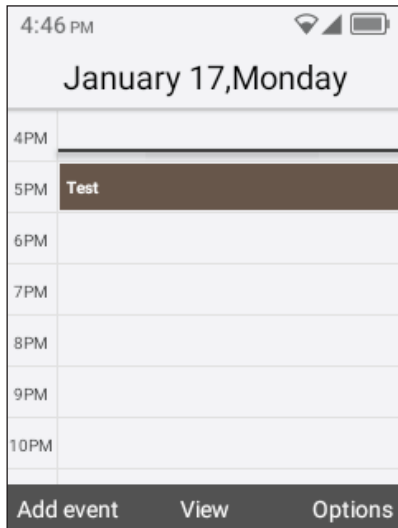 4:46 PM
January 17,Monday
4PM
5PM Test
6PM
7PM
8PM
9PM
10PM
Add event View Options